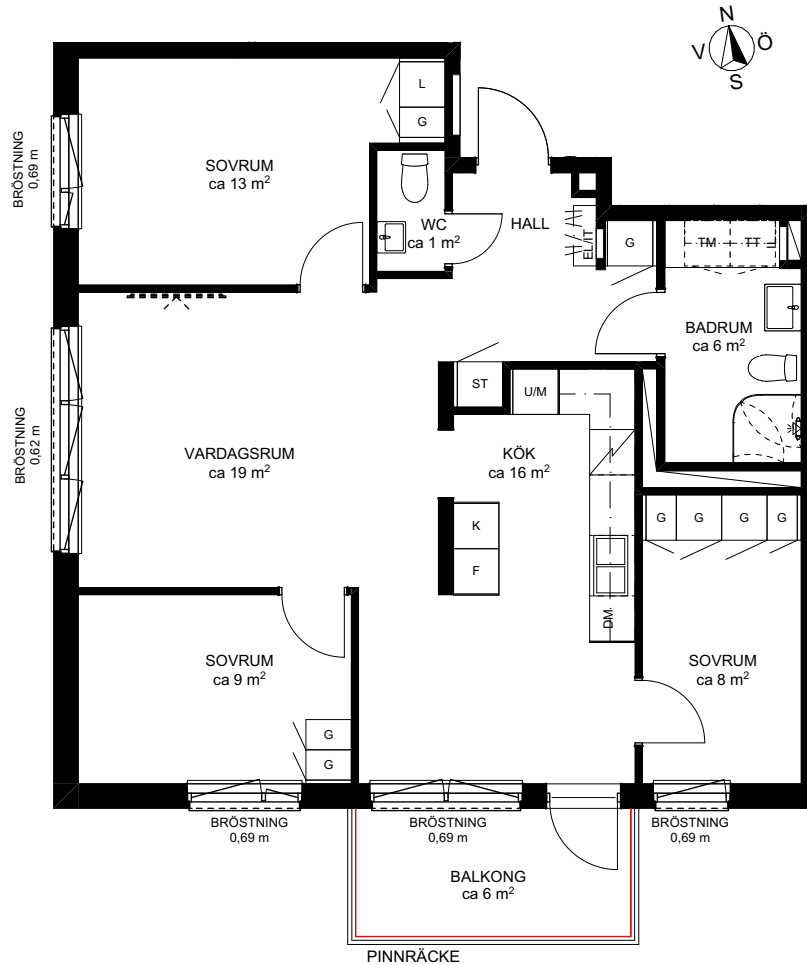 N
V
Ö
S
L
G
SOVRUM
ca 13 m²
BRÖSTNING
0,69 m
WC
ca 1 m²
HALL
EL/IT
G
TM
TT
BADRUM
ca 6 m²
BRÖSTNING
0,62 m
VARDAGSRUM
ca 19 m²
ST
U/M
KÖK
ca 16 m²
K
F
DM
G
G
G
G
SOVRUM
ca 9 m²
G
G
SOVRUM
ca 8 m²
BRÖSTNING
0,69 m
BRÖSTNING
0,69 m
BRÖSTNING
0,69 m
BALKONG
ca 6 m²
PINNRÄCKE